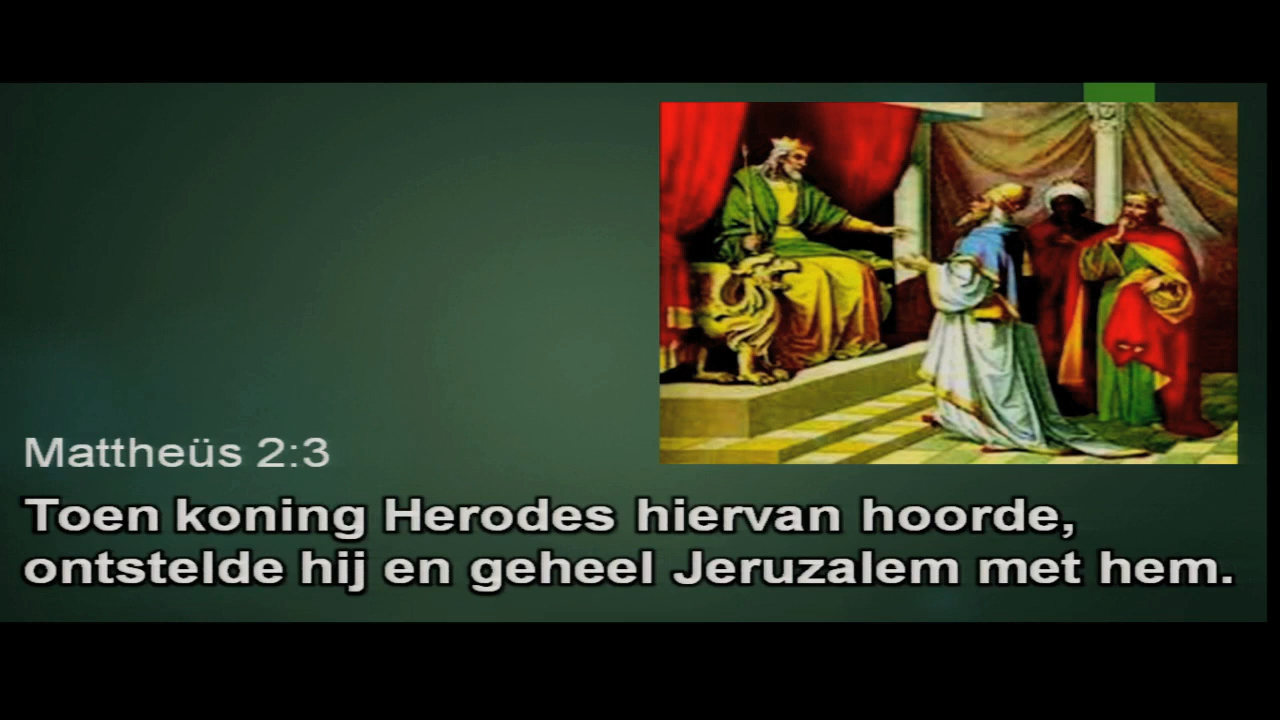 Mattheüs 2:3
Toen koning Herodes hiervan hoorde,
ontstelde hij en geheel Jeruzalem met hem.